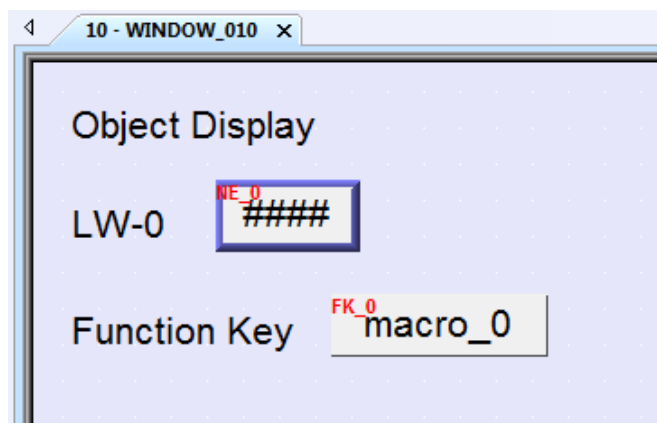 10 - WINDOW_010
Object Display
LW-0
NE_0
####
Function Key
FK_0
macro_0